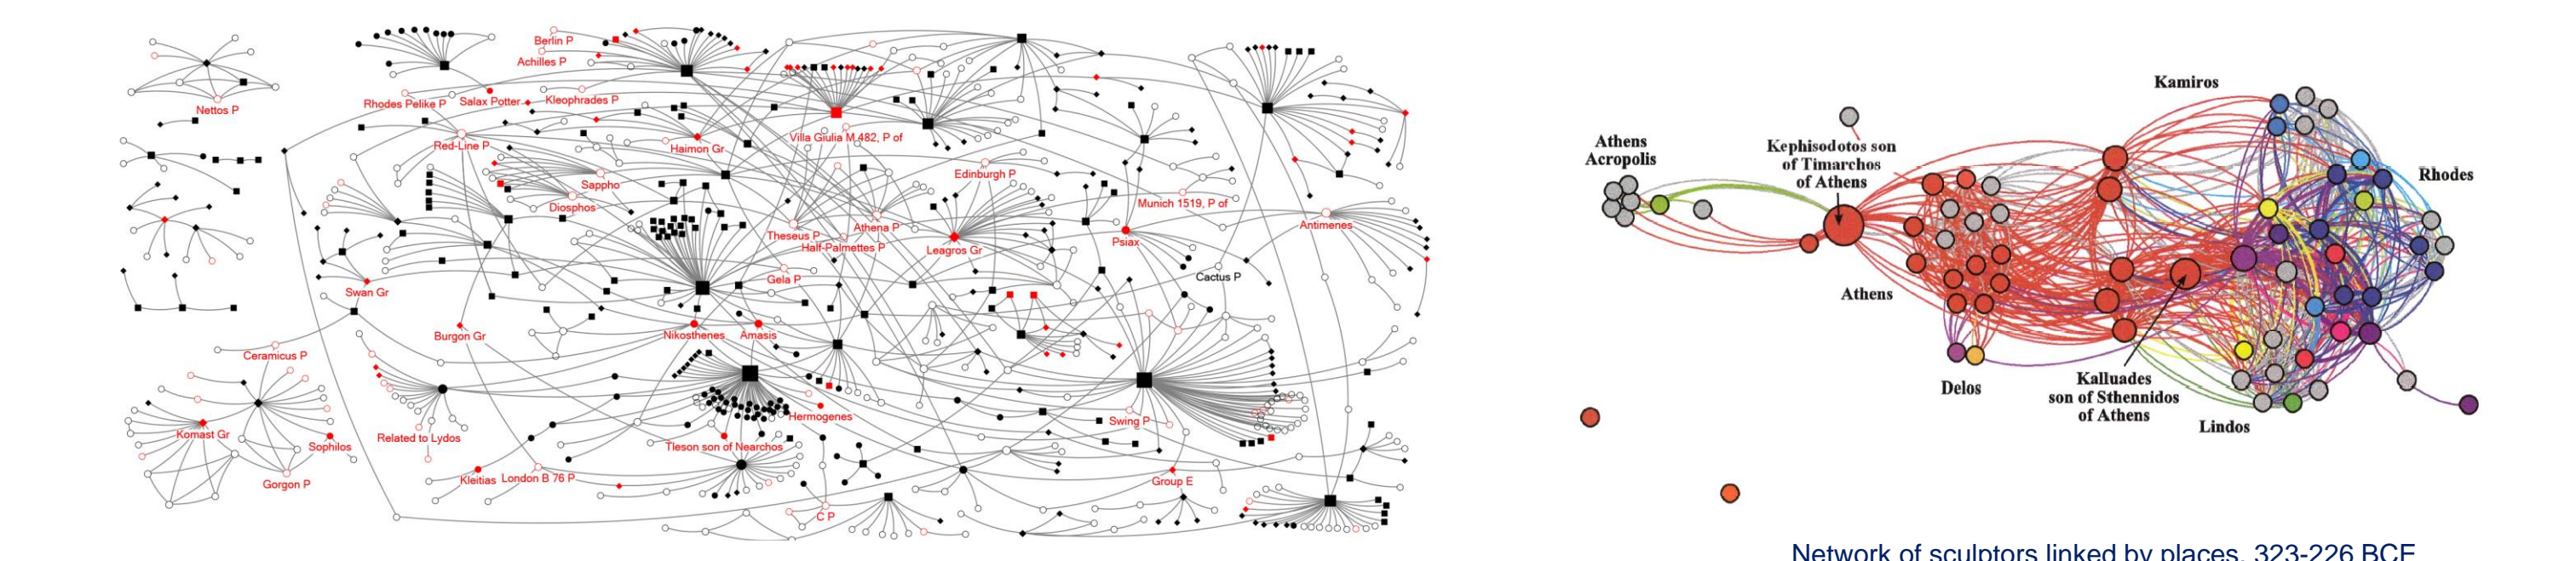 Berlin P
Achilles P
Rhodes Pelike P
Salax Potter
Kleophrades P
Nettos P
Red-Line P
Haimon Gr
Villa Giulia M 482, P of
Sappho
Diosphos
Edinburgh P
Munich 1519, P of
Theseus P
Athena P
Half-Palmettes P
Leagros Gr
Psiax
Antimenes
Cactus P
Gela P
Swan Gr
Burgon Gr
Nikosthenes
Amasis
Ceramicus P
Komast Gr
Sophilos
Gorgon P
Related to Lydos
Kleitias
London B 76 P
Hermogenes
Tleson son of Nearchos
Swing P
Group E
C P
Athens
Acropolis
Kephisodotos son
of Timarchos
of Athens
Kamiros
Rhodes
Athens
Delos
Kalluades
son of Sthennidos
of Athens
Lindos
Network of sculptors linked by places, 323-226 BCE